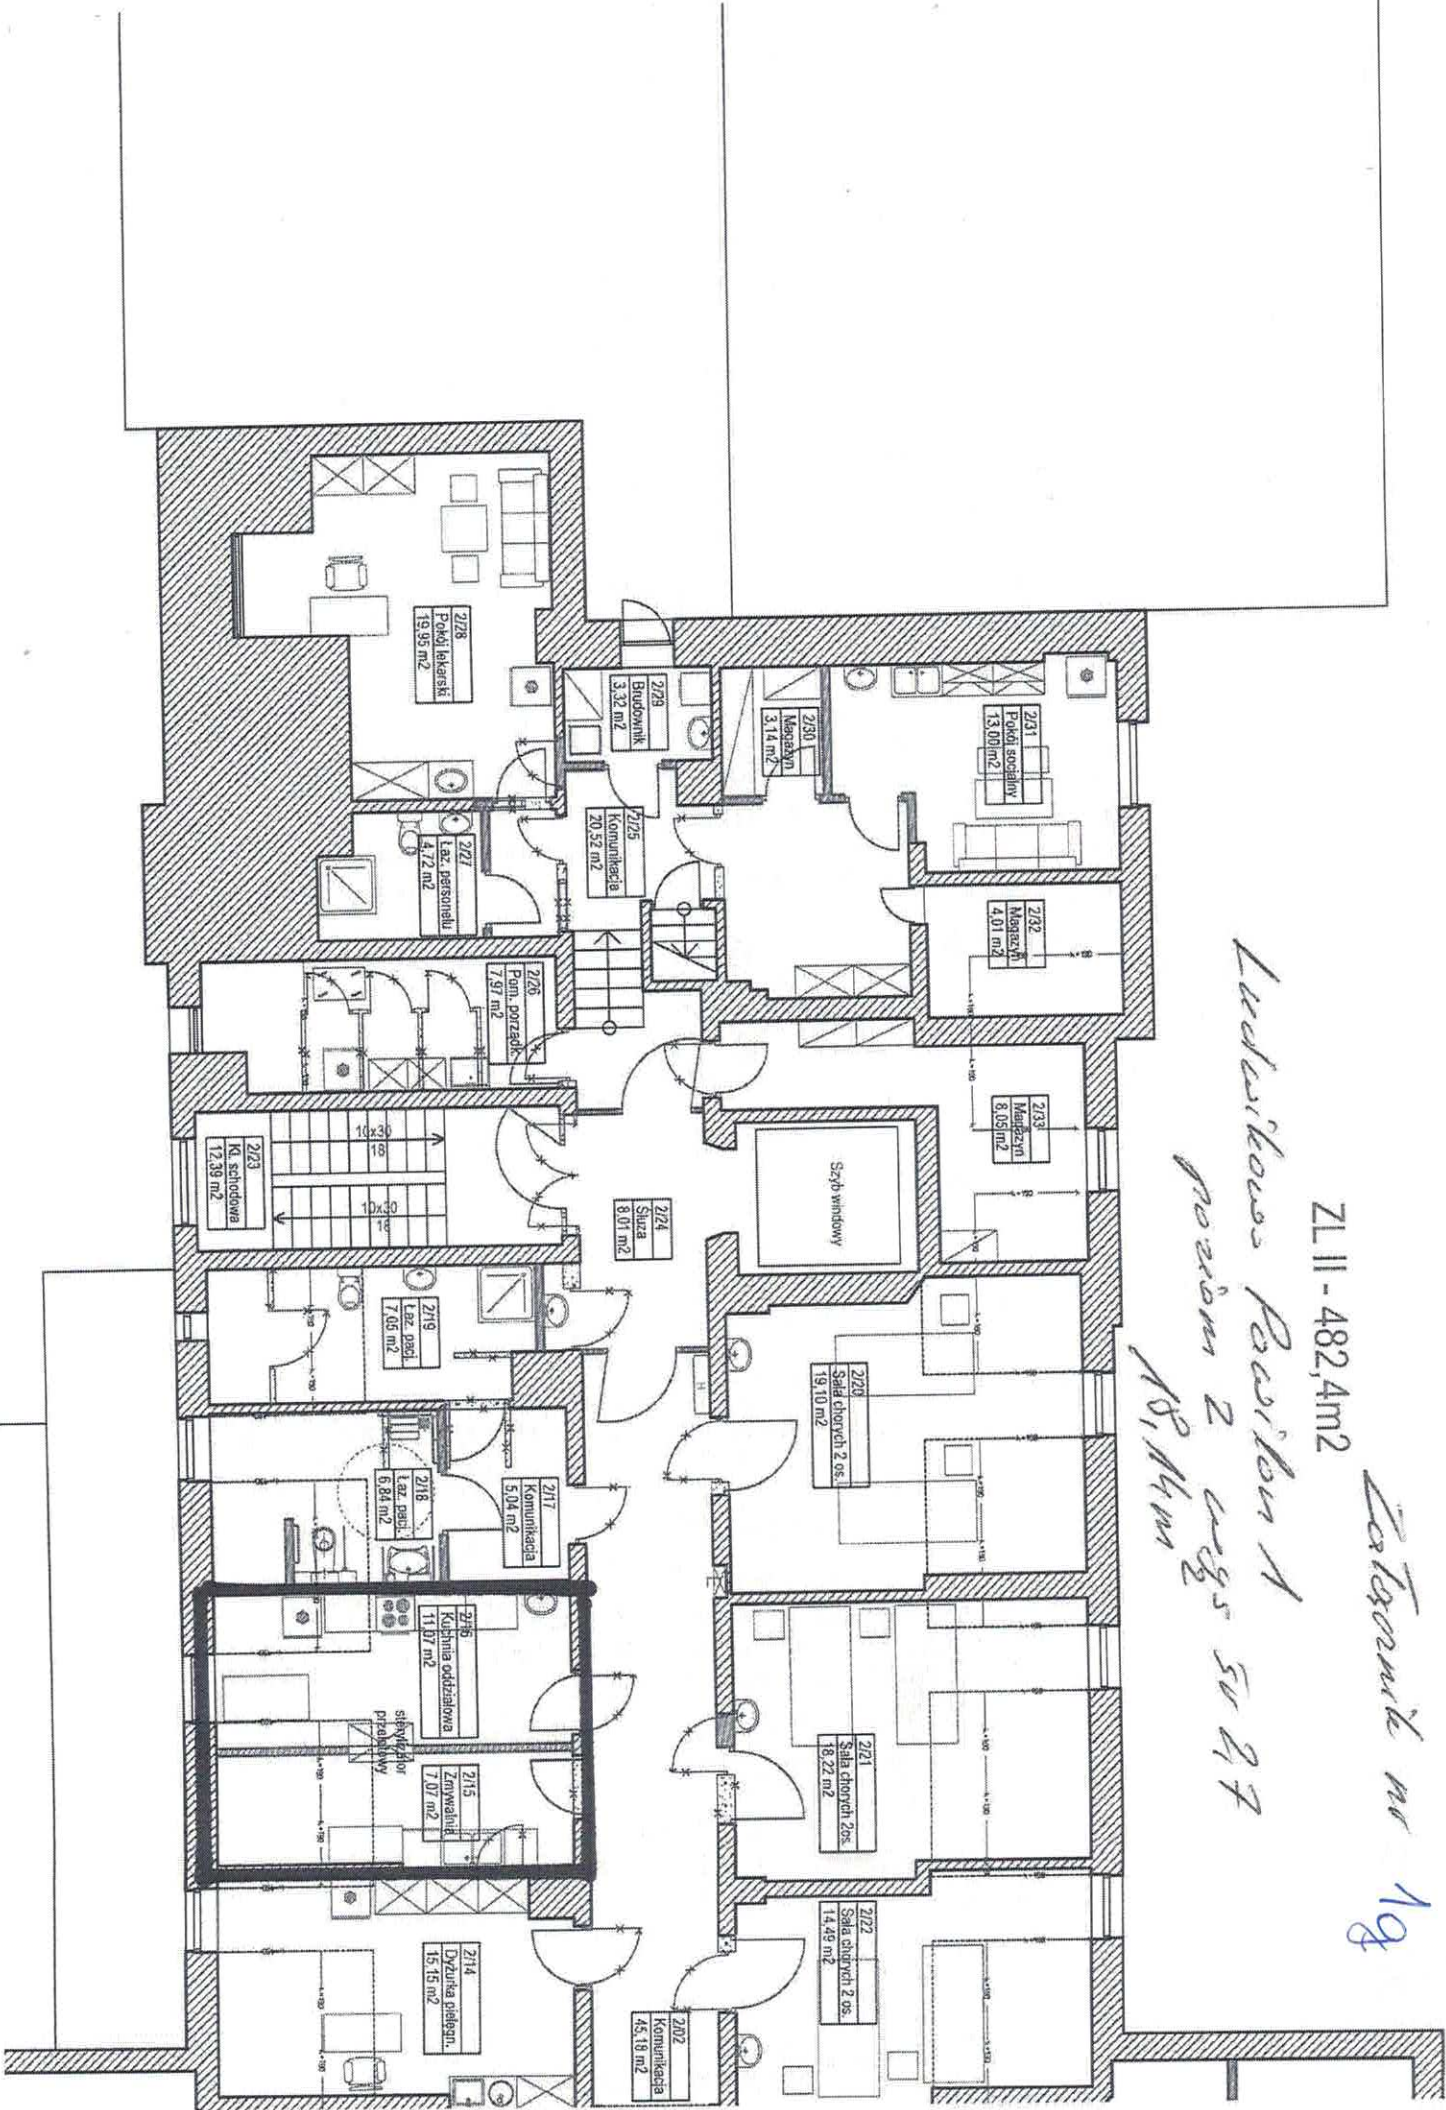 Załącznik nr 1g
ZL II - 482,4m2
Ludwikowo Pawilon 1
poziom 2
18,14m2
2/28
Pokój lekarski
19,95 m2
2/29
Brudownik
3,32 m2
2/30
Magazyn
3,14 m2
2/31
Pokój socjalny
13,00 m2
2/32
Magazyn
4,01 m2
2/25
Komunikacja
20,52 m2
2/27
Łaz. personelu
4,72 m2
2/26
Pom. porządk.
7,97 m2
2/33
Magazyn
8,05 m2
10x30
18
10x30
18
2/23
Kl. schodowa
12,39 m2
2/24
Śluza
8,01 m2
Szyb windowy
2/19
Łaz. pacj.
7,05 m2
2/20
Sala chorych 2 os.
19,10 m2
2/18
Łaz. pacj.
6,84 m2
2/17
Komunikacja
5,04 m2
H
2/16
Kuchnia oddziałowa
11,07 m2
sterylizator
przelotowy
2/15
Zmywalnia
7,07 m2
2/21
Sala chorych 2os.
18,22 m2
2/14
Dyżurka pielęgn.
15,15 m2
2/02
Komunikacja
45,18 m2
2/22
Sala chorych 2 os.
14,49 m2